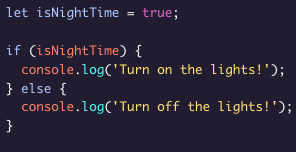 let isNightTime = true;

if (isNightTime) {
  console.log('Turn on the lights!');
} else {
  console.log('Turn off the lights!');
}